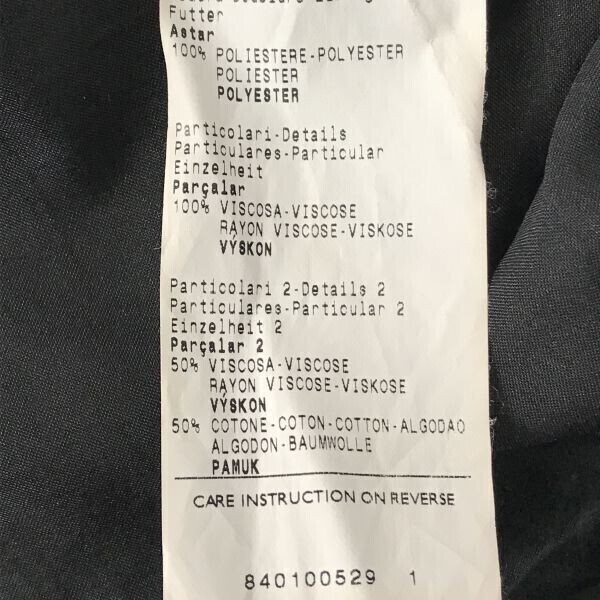 Futter
Astar
100% POLIESTERE-POLYESTER
POLIESTER
POLYESTER
Particolari-Details
Particulares-Particular
Einzelheit
Parçalar
100% VISCOSA-VISCOSE
RAYON VISCOSE-VISKOSE
VÝSKON
Particolari 2-Details 2
Particulares-Particular 2
Einzelheit 2
Parçalar 2
50% VISCOSA-VISCOSE
RAYON VISCOSE-VISKOSE
VÝSKON
50% COTONE-COTON-COTTON-ALGODAO
ALGODON-BAUMWOLLE
PAMUK
CARE INSTRUCTION ON REVERSE
840100529 1